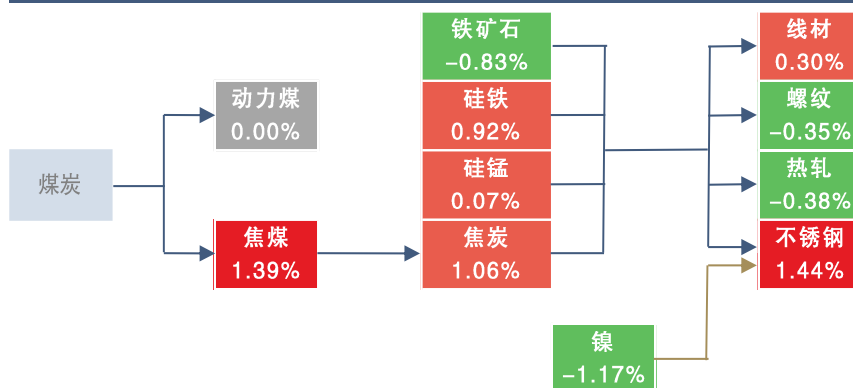 铁矿石
-0.83%
线材
0.30%
动力煤
0.00%
硅铁
0.92%
螺纹
-0.35%
煤炭
硅锰
0.07%
热轧
-0.38%
焦煤
1.39%
焦炭
1.06%
不锈钢
1.44%
镍
-1.17%